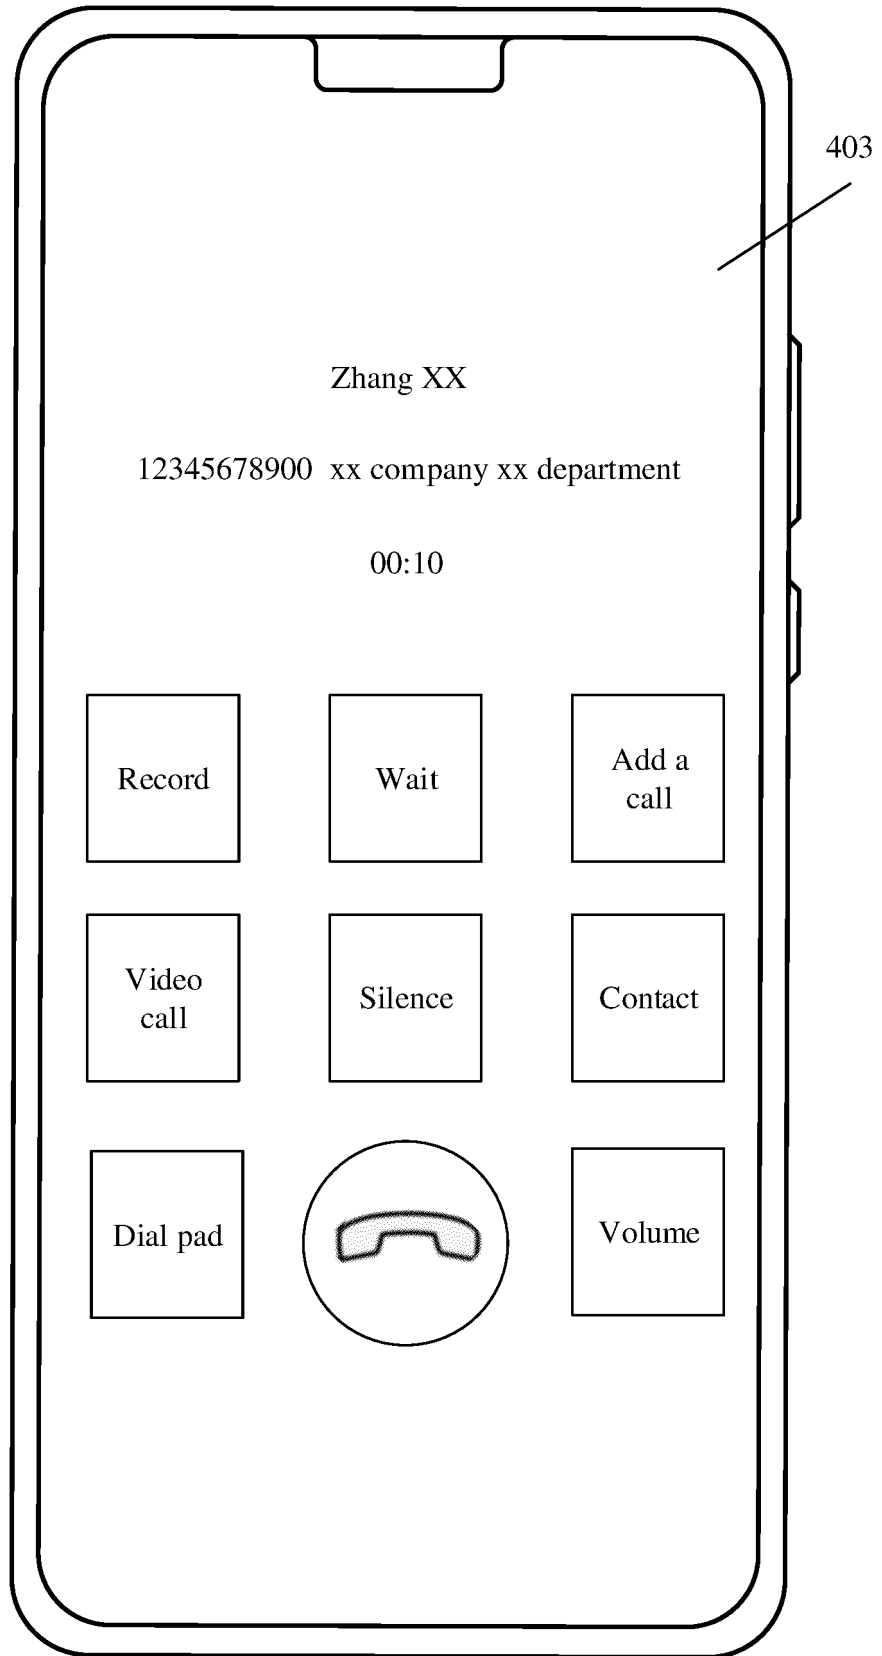 403
Zhang XX
12345678900 xx company xx department
00:10
Record
Wait
Add a
call
Video
call
Silence
Contact
Dial pad
Volume